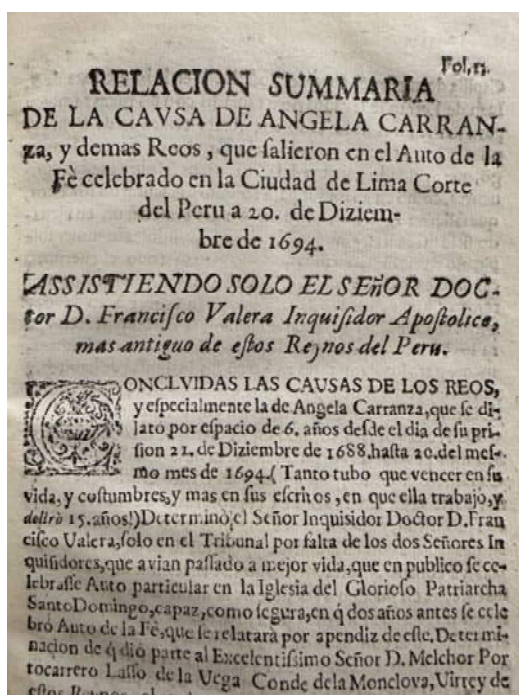 Fol, 11.
RELACION SUMMARIA
DE LA CAVSA DE ANGELA CARRAN-
za, y demas Reos, que ſalieron en el Auto de la
Fè celebrado en la Ciudad de Lima Corte
del Peru a 20. de Diziem-
bre de 1694.
ASSISTIENDO SOLO EL SEñOR DOC-
tor D. Franciſco Valera Inquiſidor Apoſtolico,
mas antiguo de eſtos Reynos del Peru.
CONCLVIDAS LAS CAUSAS DE LOS REOS,
y eſpecialmente la de Angela Carranza, que ſe di-
lato por eſpacio de 6. años deſde el dia de ſu pri-
ſion 21. de Diziembre de 1688, haſta 20. del meſ-
mo mes de 1694. ( Tanto tubo que vencer en ſu
vida, y coſtumbres, y mas en ſus eſcritos, en que ella trabajo, y
delirò 15. años!) Determinò el Señor Inquiſidor Doctor D. Fran
ciſco Valera, ſolo en el Tribunal por falta de los dos Señores In
quiſidores, que avian paſſado a mejor vida, que en publico ſe ce-
lebraſſe Auto particular en la Igleſia del Glorioſo Patriarcha
Santo Domingo, capaz, como ſegura, en q̃ dos años antes ſe cele
bró Auto de la Fè, que ſe relatará por apendiz de eſte. Determi-
nacion de q̃ dió parte al Excelentiſsimo Señor D. Melchor Por
tocarrero Laſſo de la Vega Conde de la Monclova, Virrey de
eſtos Reynos